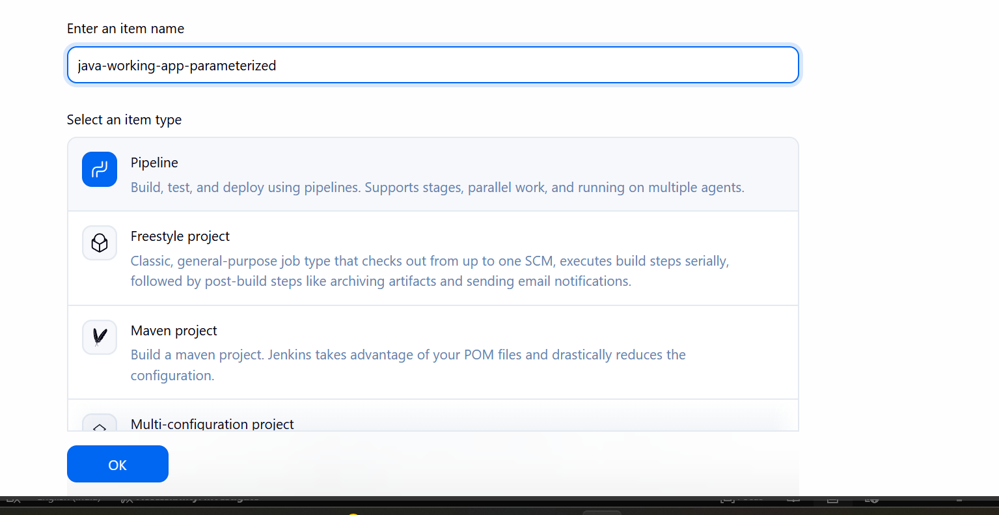 Enter an item name
java-working-app-parameterized
Select an item type
Pipeline
Build, test, and deploy using pipelines. Supports stages, parallel work, and running on multiple agents.
Freestyle project
Classic, general-purpose job type that checks out from up to one SCM, executes build steps serially,
followed by post-build steps like archiving artifacts and sending email notifications.
Maven project
Build a maven project. Jenkins takes advantage of your POM files and drastically reduces the
configuration.
Multi-configuration project
OK